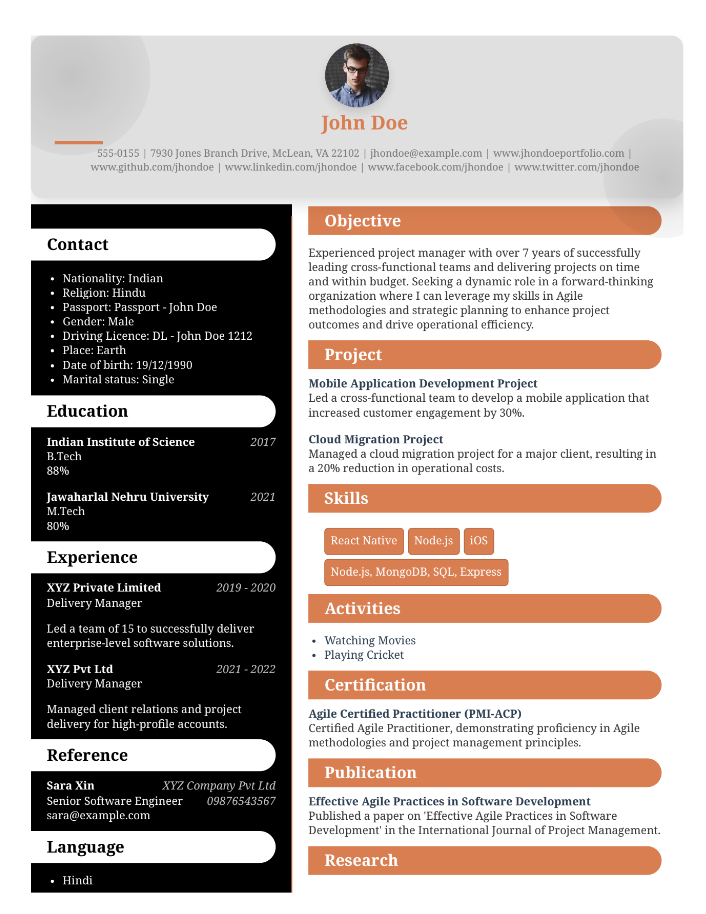 John Doe
555-0155 | 7930 Jones Branch Drive, McLean, VA 22102 | jhondoe@example.com | www.jhondoeportfolio.com |
www.github.com/jhondoe | www.linkedin.com/jhondoe | www.facebook.com/jhondoe | www.twitter.com/jhondoe
Contact
• Nationality: Indian
• Religion: Hindu
• Passport: Passport - John Doe
• Gender: Male
• Driving Licence: DL - John Doe 1212
• Place: Earth
• Date of birth: 19/12/1990
• Marital status: Single
Education
Indian Institute of Science 2017
B.Tech
88%
Jawaharlal Nehru University 2021
M.Tech
80%
Experience
XYZ Private Limited 2019 - 2020
Delivery Manager
Led a team of 15 to successfully deliver
enterprise-level software solutions.
XYZ Pvt Ltd 2021 - 2022
Delivery Manager
Managed client relations and project
delivery for high-profile accounts.
Reference
Sara Xin XYZ Company Pvt Ltd
Senior Software Engineer 09876543567
sara@example.com
Language
• Hindi
Objective
Experienced project manager with over 7 years of successfully
leading cross-functional teams and delivering projects on time
and within budget. Seeking a dynamic role in a forward-thinking
organization where I can leverage my skills in Agile
methodologies and strategic planning to enhance project
outcomes and drive operational efficiency.
Project
Mobile Application Development Project
Led a cross-functional team to develop a mobile application that
increased customer engagement by 30%.
Cloud Migration Project
Managed a cloud migration project for a major client, resulting in
a 20% reduction in operational costs.
Skills
React Native Node.js iOS
Node.js, MongoDB, SQL, Express
Activities
• Watching Movies
• Playing Cricket
Certification
Agile Certified Practitioner (PMI-ACP)
Certified Agile Practitioner, demonstrating proficiency in Agile
methodologies and project management principles.
Publication
Effective Agile Practices in Software Development
Published a paper on 'Effective Agile Practices in Software
Development' in the International Journal of Project Management.
Research